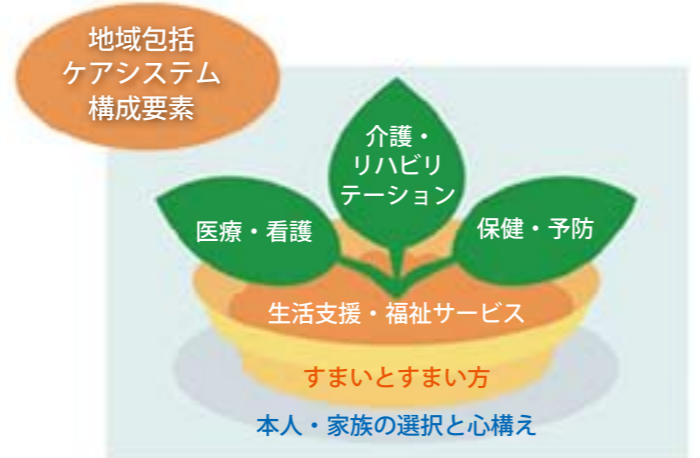 地域包括
ケアシステム
構成要素
介護・
リハビリ
テーション
医療・看護
保健・予防
生活支援・福祉サービス
すまいとすまい方
本人・家族の選択と心構え